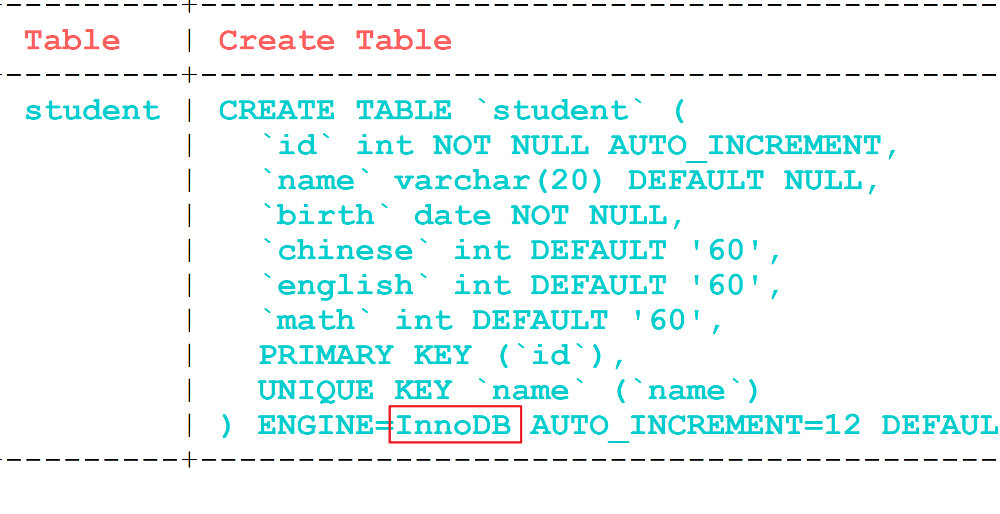 Table | Create Table
student | CREATE TABLE `student` (
| `id` int NOT NULL AUTO_INCREMENT,
| `name` varchar(20) DEFAULT NULL,
| `birth` date NOT NULL,
| `chinese` int DEFAULT '60',
| `english` int DEFAULT '60',
| `math` int DEFAULT '60',
| PRIMARY KEY (`id`),
| UNIQUE KEY `name` (`name`)
| ) ENGINE=InnoDB AUTO_INCREMENT=12 DEFAUL